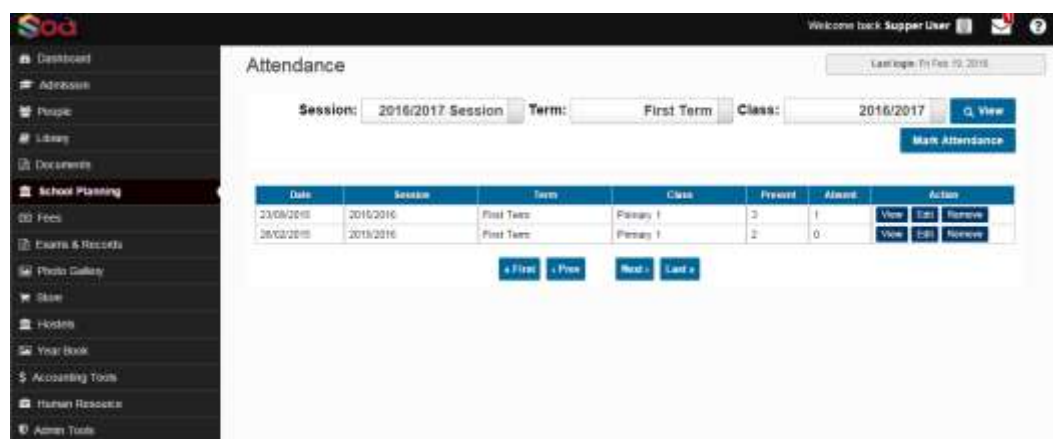 Soa
Welcome back Supper User
1
Dashboard
Admission
People
Library
Documents
School Planning
Fees
Exams & Records
Photo Gallery
Store
Hostels
Year Book
Accounting Tools
Human Resource
Admin Tools
Attendance
Last login: Fri Feb 19, 2016
Session: 2016/2017 Session Term: First Term Class: 2016/2017 View
Mark Attendance
Date Session Term Class Present Absent Action
2015/2016 First Term Primary 1 1 View Edit Remove
2015/2016 First Term Primary 1 2 0 View Edit Remove
« First ‹ Prev Next › Last »